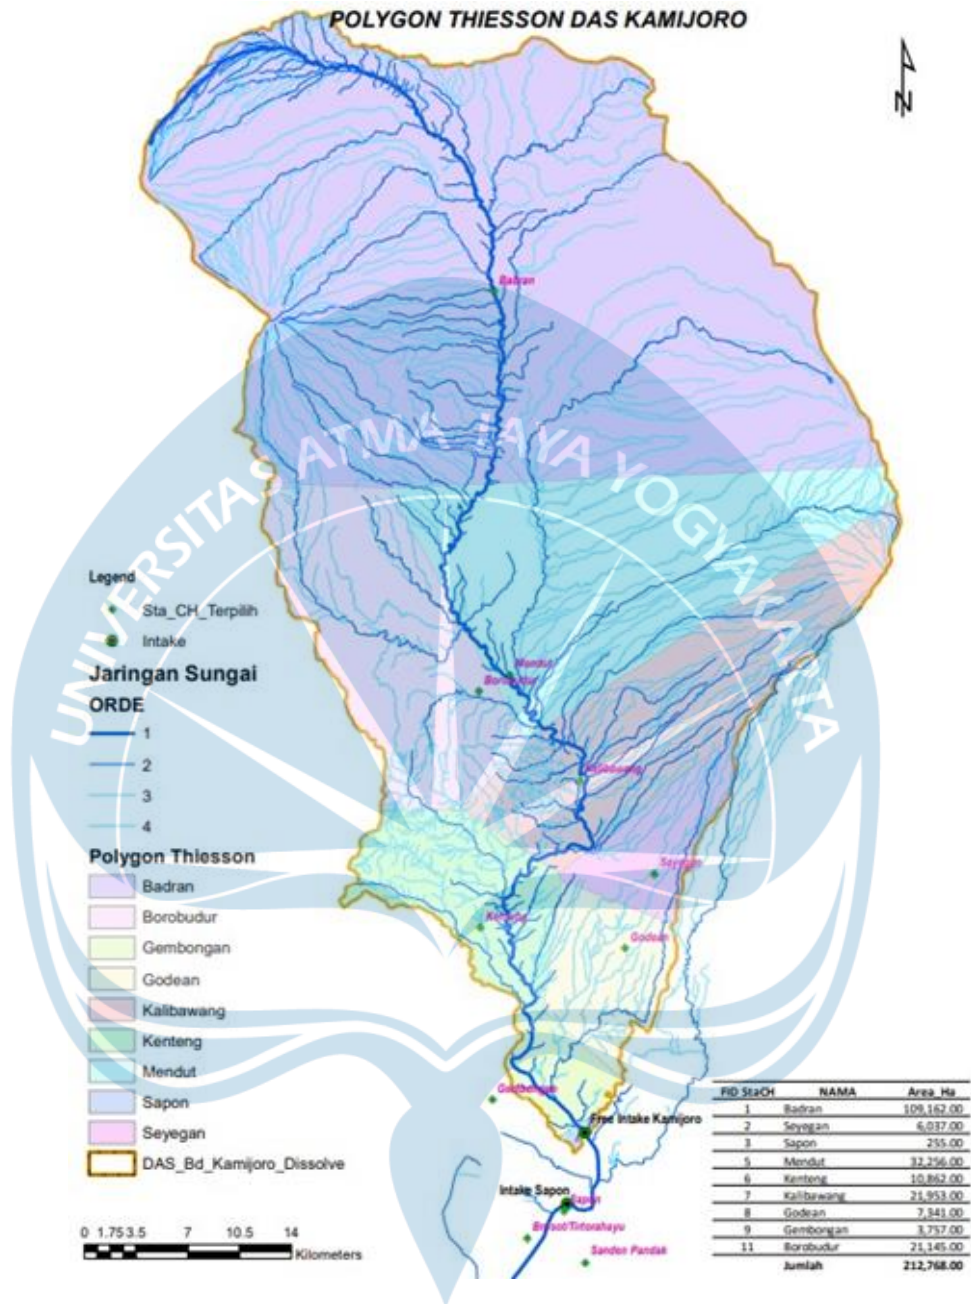 POLYGON THIESSON DAS KAMIJORO
N
Badran
UNIVERSITAS ATMA JAYA YOGYAKARTA
Mendut
Borobudur
Kalibawang
Seyegan
Kenteng
Godean
Gembongan
Free Intake Kamijoro
Intake Sapon
Sapon
Sanden Pandak
Legend
Sta_CH_Terpilih
Intake
Jaringan Sungai
ORDE
1
2
3
4
Polygon Thiesson
Badran
Borobudur
Gembongan
Godean
Kalibawang
Kenteng
Mendut
Sapon
Seyegan
DAS_Bd_Kamijoro_Dissolve
0 1.753.5 7 10.5 14
Kilometers
FID StaCH NAMA Area_Ha
1 Badran 109,162.00
2 Seyegan 6,037.00
3 Sapon 255.00
5 Mendut 32,256.00
6 Kenteng 10,862.00
7 Kalibawang 21,953.00
8 Godean 7,341.00
9 Gembongan 3,757.00
11 Borobudur 21,145.00
Jumlah 212,768.00